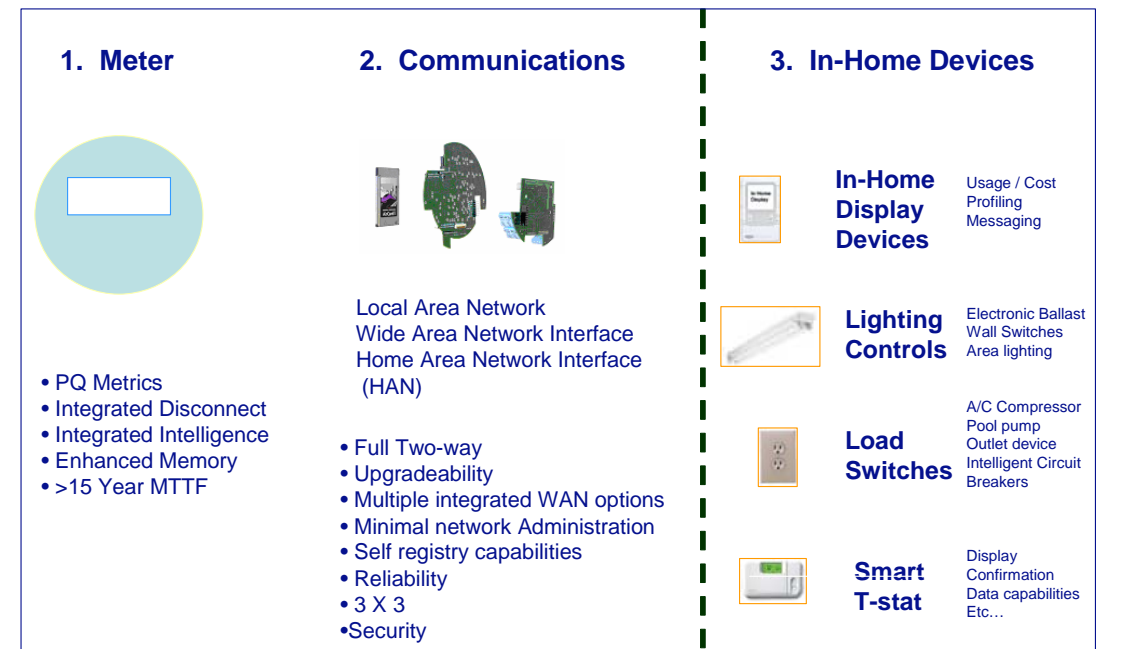 1. Meter
2. Communications
3. In-Home Devices
In-Home
Display
In-Home
Display
Devices
Usage / Cost
Profiling
Messaging
Local Area Network
Wide Area Network Interface
Home Area Network Interface
(HAN)
Lighting
Controls
Electronic Ballast
Wall Switches
Area lighting
• PQ Metrics
• Integrated Disconnect
• Integrated Intelligence
• Enhanced Memory
• >15 Year MTTF
• Full Two-way
• Upgradeability
• Multiple integrated WAN options
• Minimal network Administration
• Self registry capabilities
• Reliability
• 3 X 3
•Security
Load
Switches
A/C Compressor
Pool pump
Outlet device
Intelligent Circuit
Breakers
Smart
T-stat
Display
Confirmation
Data capabilities
Etc…